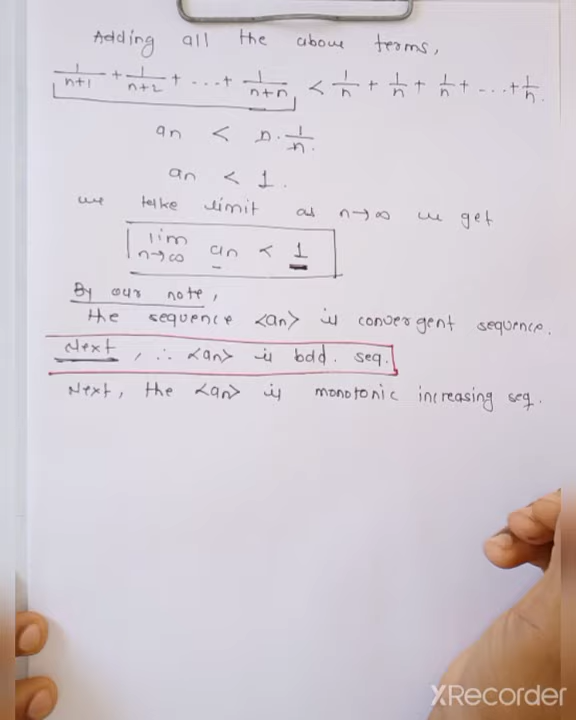 Adding all the above terms,
1/n+1 + 1/n+2 + ... + 1/n+n < 1/n + 1/n + 1/n + ... + 1/n.
an < n. 1/n.
an < 1.
we take limit as n→∞ we get
lim n→∞ an < 1
By our note,
the sequence <an> is convergent sequence.
Next, ∴ <an> is bdd. seq.
Next, the <an> is monotonic increasing seq.
XRecorder